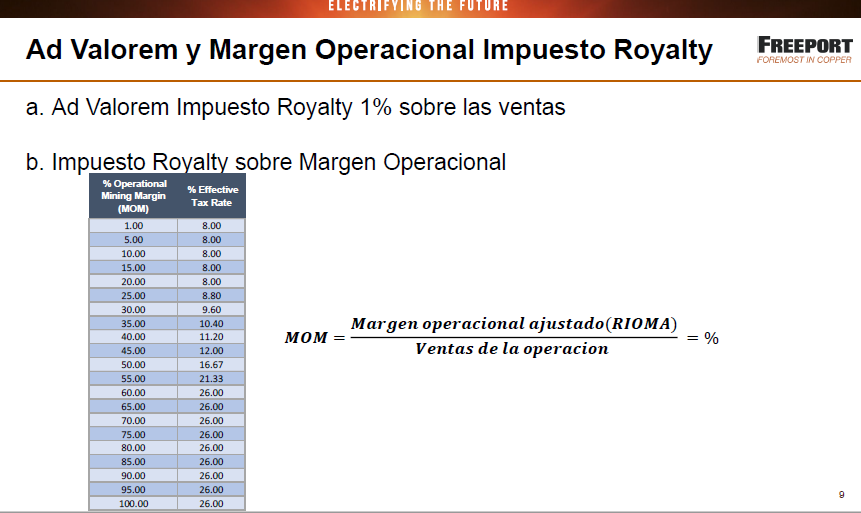 ELECTRIFYING THE FUTURE
Ad Valorem y Margen Operacional Impuesto Royalty
FREEPORT
FOREMOST IN COPPER
a. Ad Valorem Impuesto Royalty 1% sobre las ventas
b. Impuesto Royalty sobre Margen Operacional
% Operational Mining Margin (MOM) % Effective Tax Rate
1.00 8.00
5.00 8.00
10.00 8.00
15.00 8.00
20.00 8.00
25.00 8.80
30.00 9.60
35.00 10.40
40.00 11.20
45.00 12.00
50.00 16.67
55.00 21.33
60.00 26.00
65.00 26.00
70.00 26.00
75.00 26.00
80.00 26.00
85.00 26.00
90.00 26.00
95.00 26.00
100.00 26.00
MOM = Margen operacional ajustado(RIOMA) / Ventas de la operacion = %
9